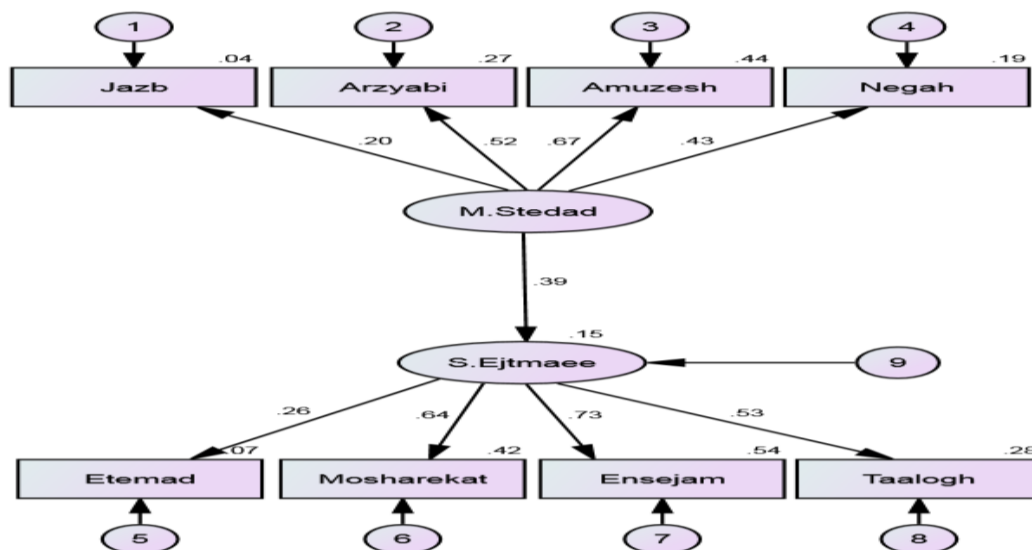 1 2 3 4
.04 .27 .44 .19
Jazb Arzyabi Amuzesh Negah
.20 .52 .67 .43
M.Stedad
.39
.15
S.Ejtmaee 9
.26 .64 .73 .53
.07 .42 .54 .28
Etemad Mosharekat Ensejam Taalogh
5 6 7 8